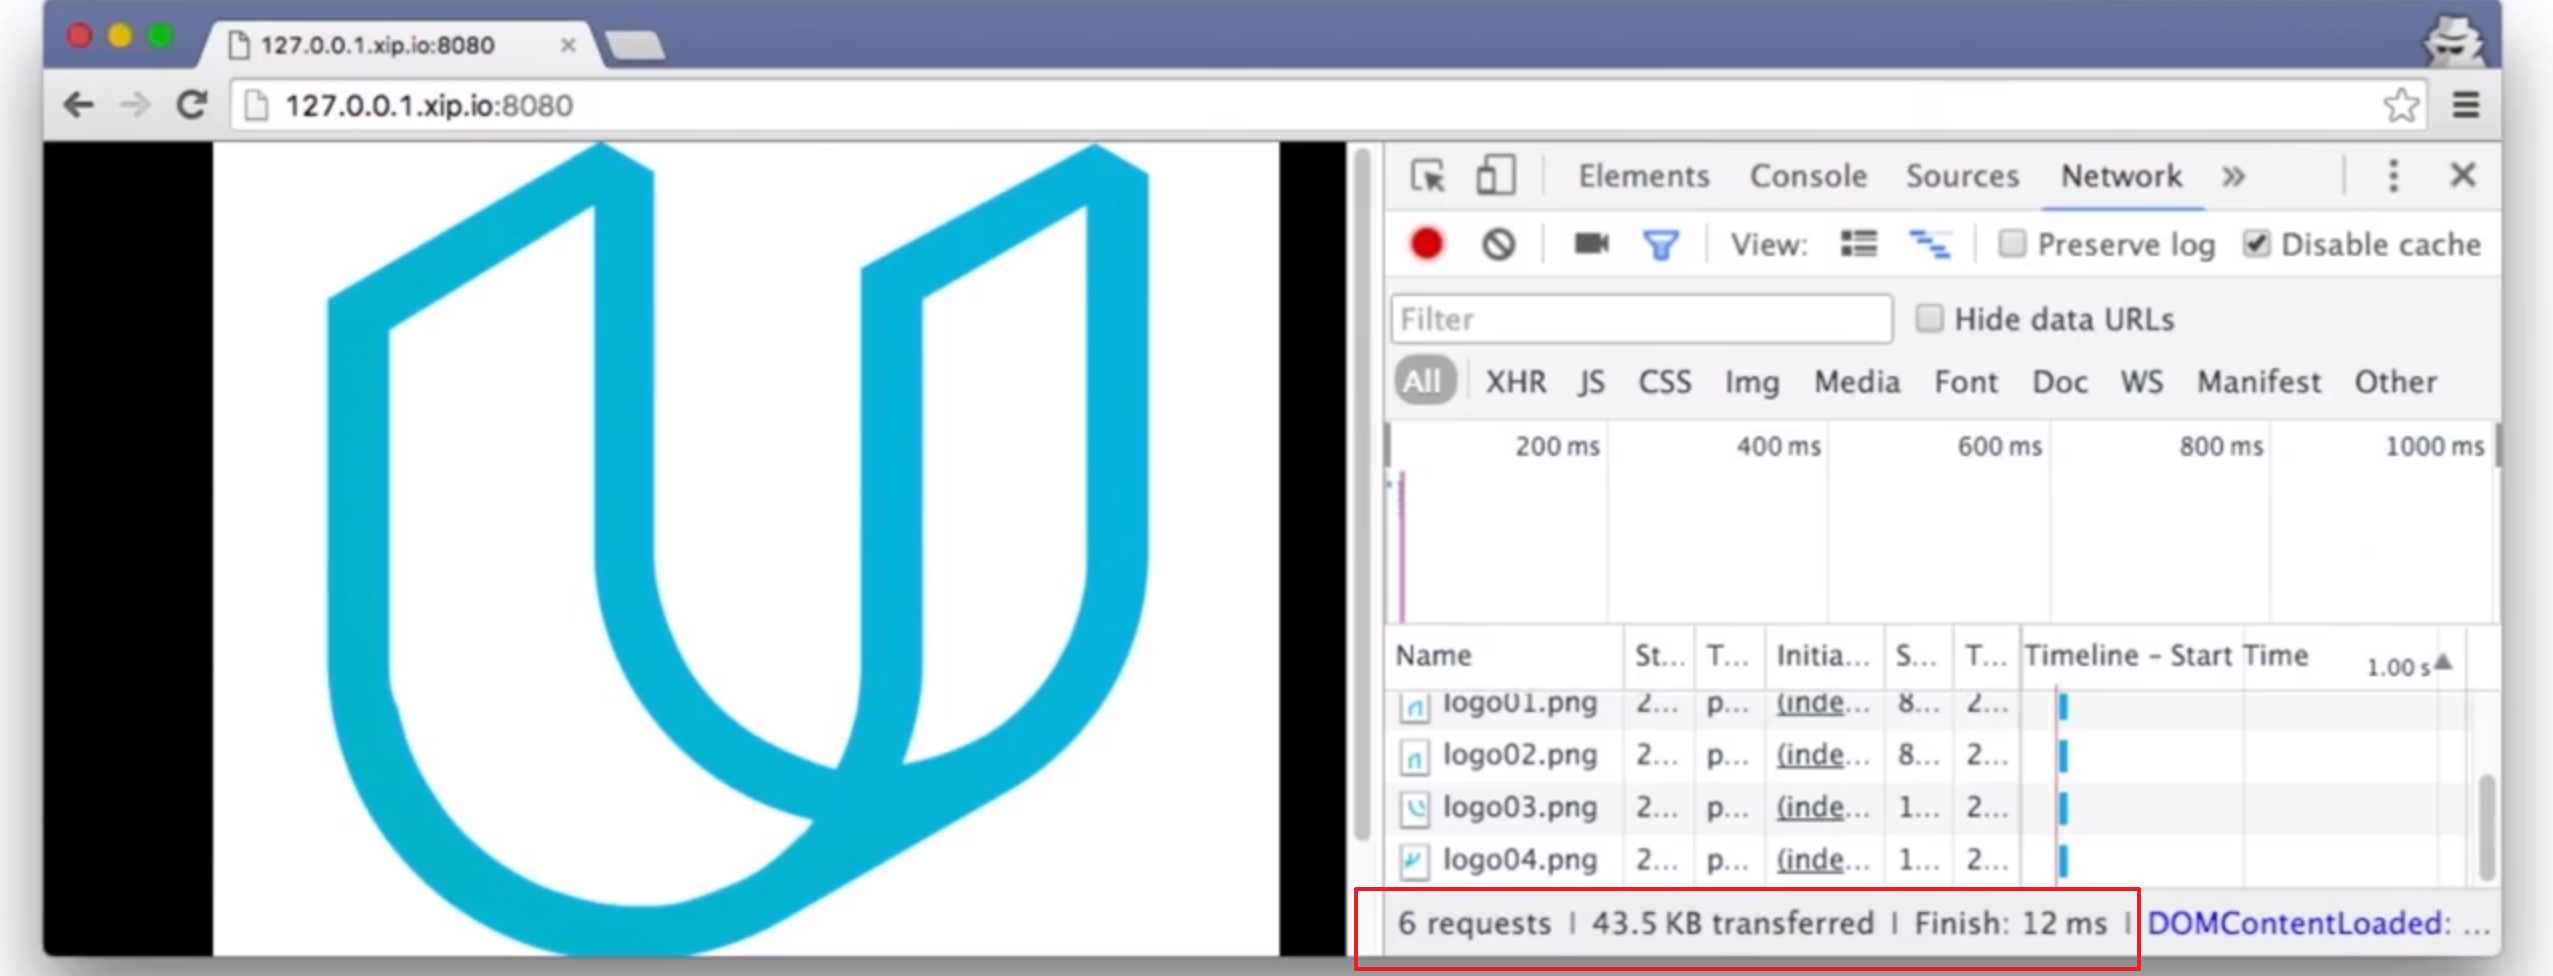 127.0.0.1.xip.io:8080
127.0.0.1.xip.io:8080
Elements Console Sources Network
View: Preserve log Disable cache
Filter Hide data URLs
All XHR JS CSS Img Media Font Doc WS Manifest Other
200 ms 400 ms 600 ms 800 ms 1000 ms
Name St... T... Initia... S... T... Timeline – Start Time 1.00 s
logo01.png 2... p... (inde... 8... 2...
logo02.png 2... p... (inde... 8... 2...
logo03.png 2... p... (inde... 1... 2...
logo04.png 2... p... (inde... 1... 2...
6 requests | 43.5 KB transferred | Finish: 12 ms | DOMContentLoaded: ...